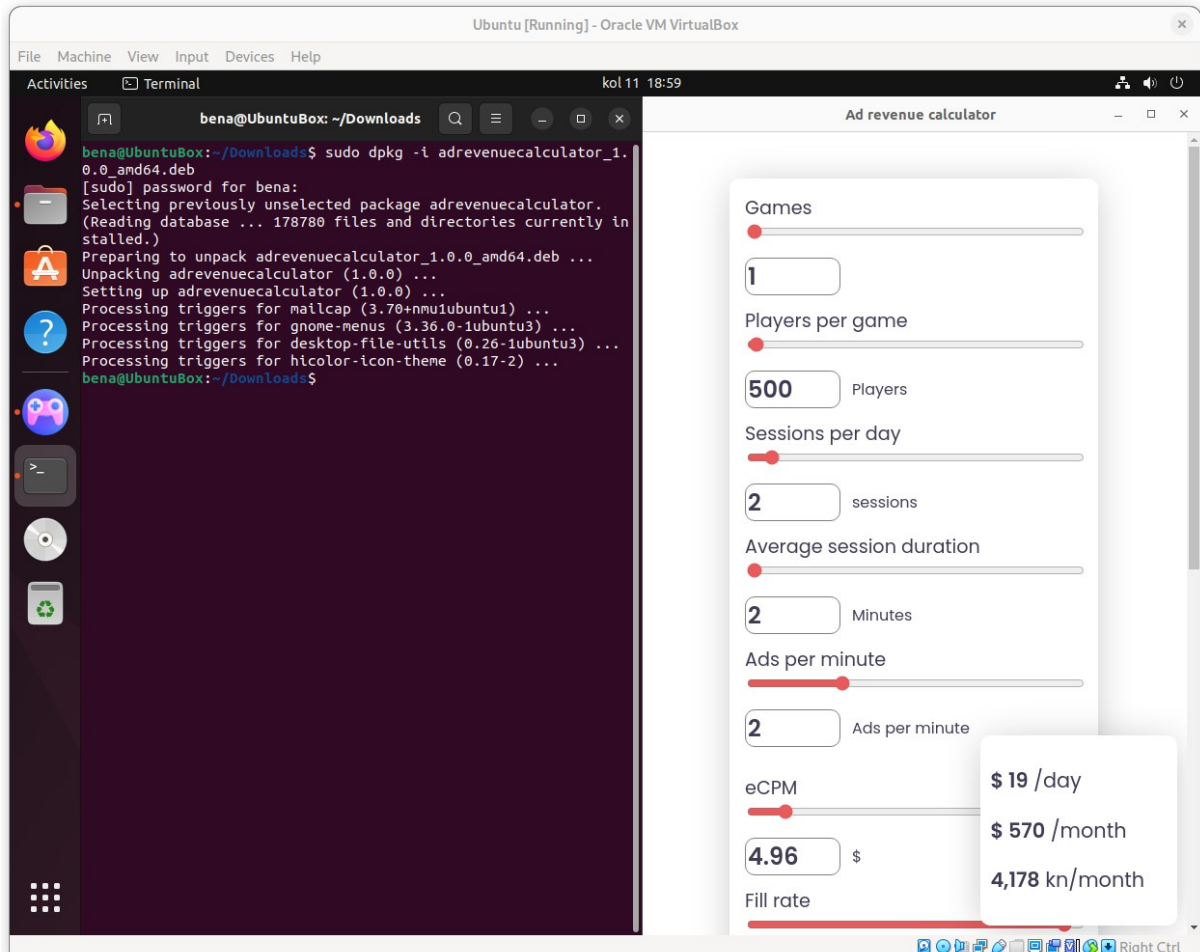 Ubuntu [Running] - Oracle VM VirtualBox
File Machine View Input Devices Help
Activities Terminal kol 11 18:59
bena@UbuntuBox: ~/Downloads
bena@UbuntuBox:~/Downloads$ sudo dpkg -i adrevenuecalculator_1.
0.0_amd64.deb
[sudo] password for bena:
Selecting previously unselected package adrevenuecalculator.
(Reading database ... 178780 files and directories currently in
stalled.)
Preparing to unpack adrevenuecalculator_1.0.0_amd64.deb ...
Unpacking adrevenuecalculator (1.0.0) ...
Setting up adrevenuecalculator (1.0.0) ...
Processing triggers for mailcap (3.70+nmu1ubuntu1) ...
Processing triggers for gnome-menus (3.36.0-1ubuntu3) ...
Processing triggers for desktop-file-utils (0.26-1ubuntu3) ...
Processing triggers for hicolor-icon-theme (0.17-2) ...
bena@UbuntuBox:~/Downloads$
Ad revenue calculator
Games
1
Players per game
500 Players
Sessions per day
2 sessions
Average session duration
2 Minutes
Ads per minute
2 Ads per minute
eCPM
4.96 $
Fill rate
$ 19 /day
$ 570 /month
4,178 kn/month
Right Ctrl